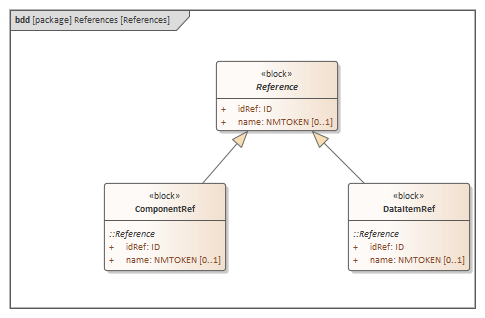 bdd [package] References [References]
«block»
Reference
+ idRef: ID
+ name: NMTOKEN [0..1]
«block»
ComponentRef
::Reference
+ idRef: ID
+ name: NMTOKEN [0..1]
«block»
DataItemRef
::Reference
+ idRef: ID
+ name: NMTOKEN [0..1]